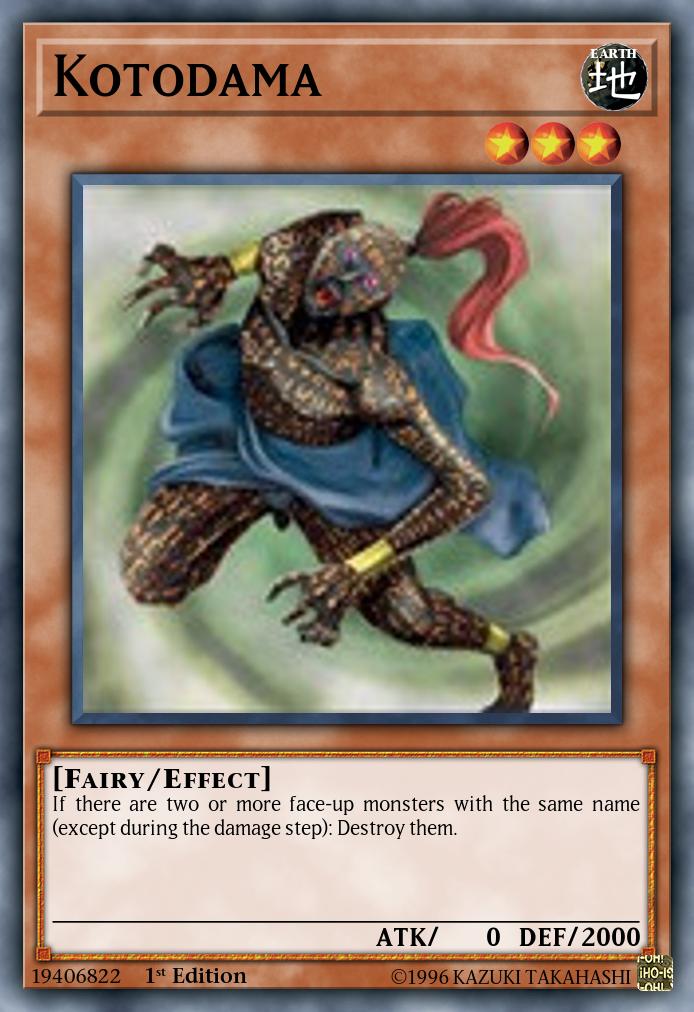 Kotodama
EARTH
地
[Fairy/Effect]
If there are two or more face-up monsters with the same name
(except during the damage step): Destroy them.
ATK/ 0 DEF/2000
19406822 1st Edition ©1996 KAZUKI TAKAHASHI